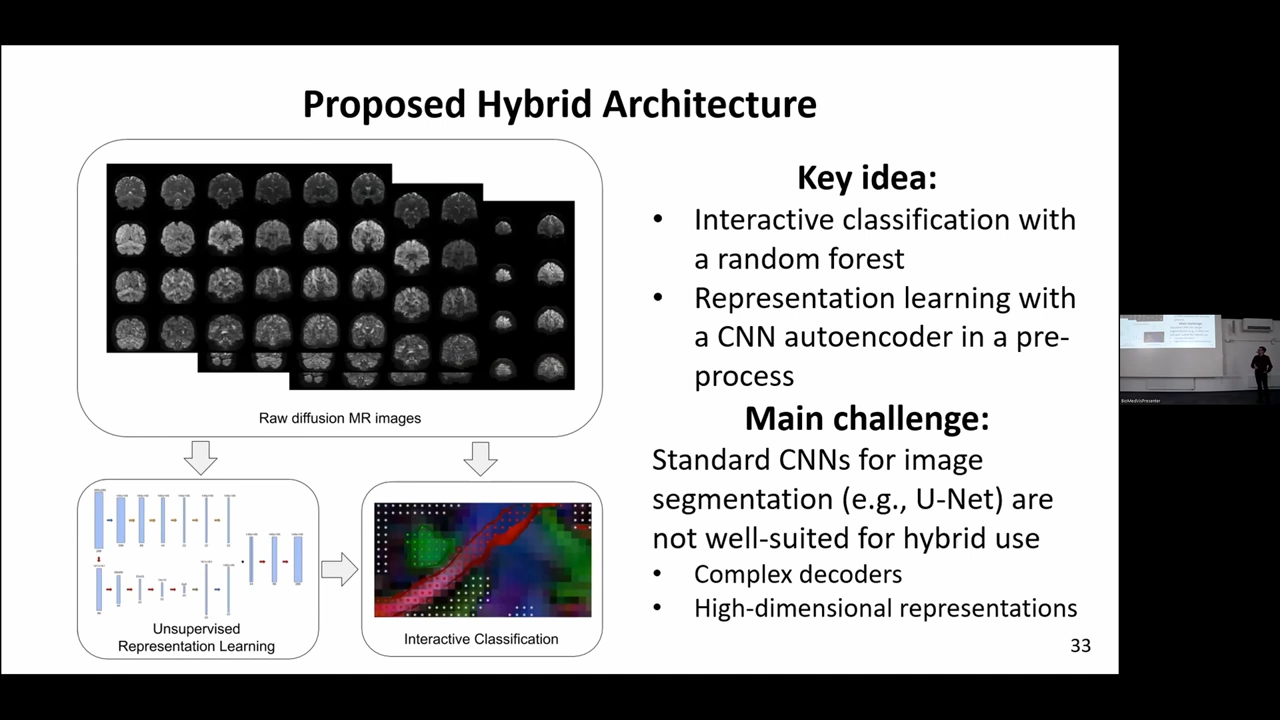 Proposed Hybrid Architecture
Raw diffusion MR images
Unsupervised
Representation Learning
Interactive Classification
Key idea:
• Interactive classification with
a random forest
• Representation learning with
a CNN autoencoder in a pre-
process
Main challenge:
Standard CNNs for image
segmentation (e.g., U-Net) are
not well-suited for hybrid use
• Complex decoders
• High-dimensional representations
33
BioMedVisPresenter